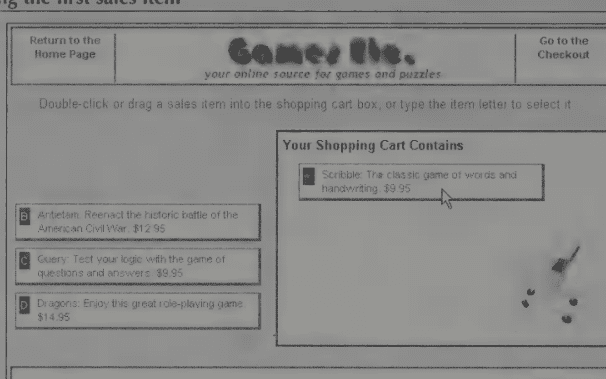 ng the first sales item
Return to the
Home Page
Games Etc.
your online source for games and puzzles
Go to the
Checkout
Double-click or drag a sales item into the shopping cart box, or type the item letter to select it
Your Shopping Cart Contains
Scribble: The classic game of words and
handwriting. $9.95
B Antietam: Reenact the historic battle of the
American Civil War. $12.95
C Query: Test your logic with the game of
questions and answers. $9.95
D Dragons: Enjoy this great role-playing game.
$14.95